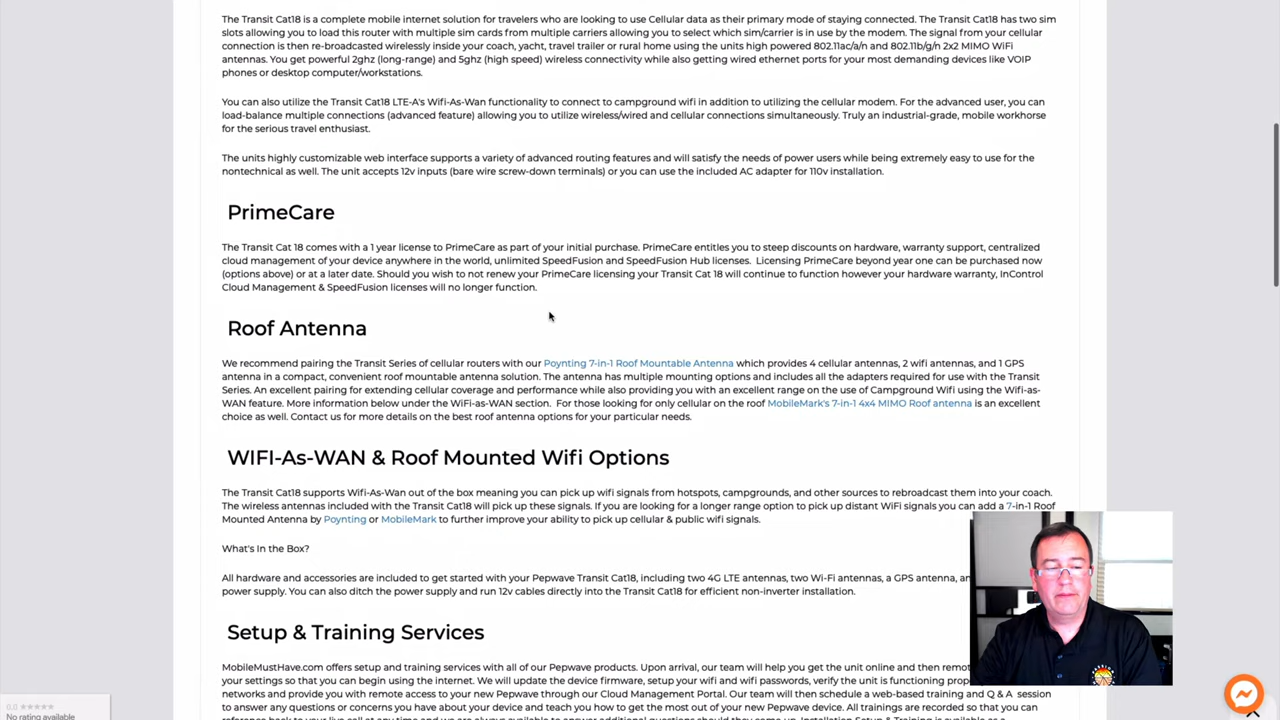 The Transit Cat18 is a complete mobile internet solution for travelers who are looking to use Cellular data as their primary mode of staying connected. The Transit Cat18 has two sim
slots allowing you to load this router with multiple sim cards from multiple carriers allowing you to select which sim/carrier is in use by the modem. The signal from your cellular
connection is then re-broadcasted wirelessly inside your coach, yacht, travel trailer or rural home using the units high powered 802.11ac/a/n and 802.11b/g/n 2x2 MIMO WiFi
antennas. You get powerful 2ghz (long-range) and 5ghz (high speed) wireless connectivity while also getting wired ethernet ports for your most demanding devices like VOIP
phones or desktop computer/workstations.
You can also utilize the Transit Cat18 LTE-A's Wifi-As-Wan functionality to connect to campground wifi in addition to utilizing the cellular modem. For the advanced user, you can
load-balance multiple connections (advanced feature) allowing you to utilize wireless/wired and cellular connections simultaneously. Truly an industrial-grade, mobile workhorse
for the serious travel enthusiast.
The units highly customizable web interface supports a variety of advanced routing features and will satisfy the needs of power users while being extremely easy to use for the
nontechnical as well. The unit accepts 12v inputs (bare wire screw-down terminals) or you can use the included AC adapter for 110v installation.
PrimeCare
The Transit Cat 18 comes with a 1 year license to PrimeCare as part of your initial purchase. PrimeCare entitles you to steep discounts on hardware, warranty support, centralized
cloud management of your device anywhere in the world, unlimited SpeedFusion and SpeedFusion Hub licenses.  Licensing PrimeCare beyond year one can be purchased now
(options above) or at a later date. Should you wish to not renew your PrimeCare licensing your Transit Cat 18 will continue to function however your hardware warranty, InControl
Cloud Management & SpeedFusion licenses will no longer function.
Roof Antenna
We recommend pairing the Transit Series of cellular routers with our Poynting 7-in-1 Roof Mountable Antenna which provides 4 cellular antennas, 2 wifi antennas, and 1 GPS
antenna in a compact, convenient roof mountable antenna solution. The antenna has multiple mounting options and includes all the adapters required for use with the Transit
Series. An excellent pairing for extending cellular coverage and performance while also providing you with an excellent range on the use of Campground Wifi using the Wifi-as-
WAN feature. More information below under the WiFi-as-WAN section.  For those looking for only cellular on the roof MobileMark's 7-in-1 4x4 MIMO Roof antenna is an excellent
choice as well. Contact us for more details on the best roof antenna options for your particular needs.
WIFI-As-WAN & Roof Mounted Wifi Options
The Transit Cat18 supports Wifi-As-Wan out of the box meaning you can pick up wifi signals from hotspots, campgrounds, and other sources to rebroadcast them into your coach.
The wireless antennas included with the Transit Cat18 will pick up these signals. If you are looking for a longer range option to pick up distant WiFi signals you can add a 7-in-1 Roof
Mounted Antenna by Poynting or MobileMark to further improve your ability to pick up cellular & public wifi signals.
What's In the Box?
All hardware and accessories are included to get started with your Pepwave Transit Cat18, including two 4G LTE antennas, two Wi-Fi antennas, a GPS antenna,
power supply. You can also ditch the power supply and run 12v cables directly into the Transit Cat18 for efficient non-inverter installation.
Setup & Training Services
MobileMustHave.com offers setup and training services with all of our Pepwave products. Upon arrival, our team will help you get the unit online and then
your settings so that you can begin using the internet. We will update the device firmware, setup your wifi and wifi passwords, verify the unit is functioning
networks and provide you with remote access to your new Pepwave through our Cloud Management Portal. Our team will then schedule a web-based training and Q & A  session
to answer any questions or concerns you have about your device and teach you how to get the most out of your new Pepwave device. All trainings are recorded so that you can
0.0
No rating available